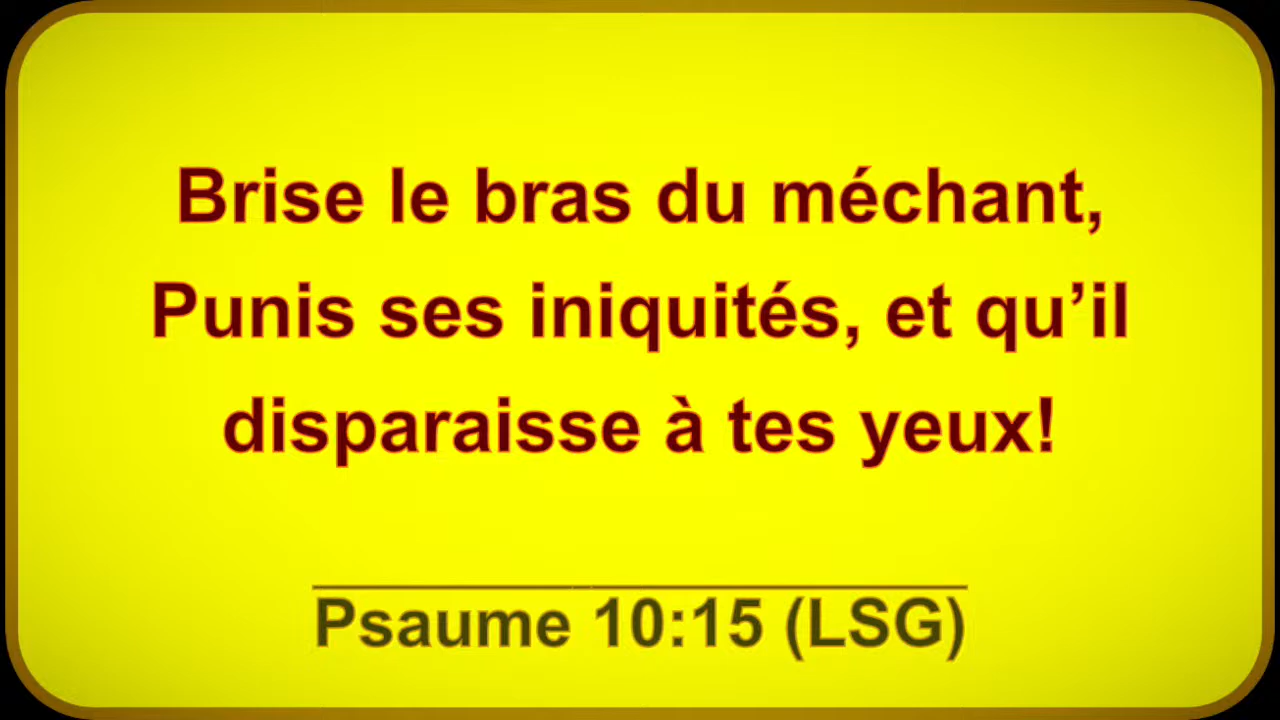 Brise le bras du méchant,
Punis ses iniquités, et qu’il
disparaisse à tes yeux!
Psaume 10:15 (LSG)